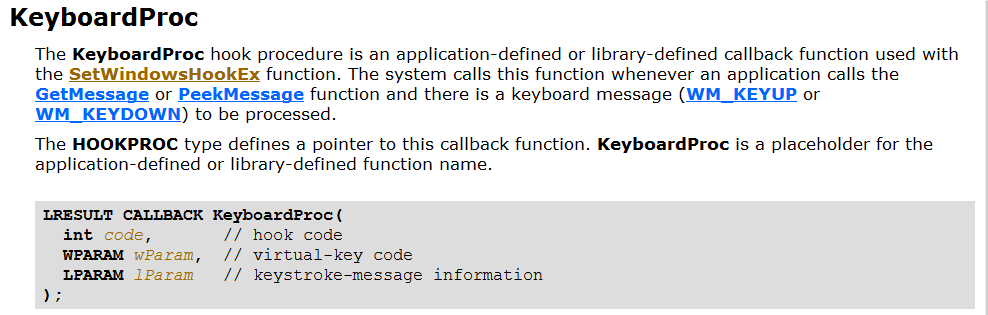 KeyboardProc
The KeyboardProc hook procedure is an application-defined or library-defined callback function used with
the SetWindowsHookEx function. The system calls this function whenever an application calls the
GetMessage or PeekMessage function and there is a keyboard message (WM_KEYUP or
WM_KEYDOWN) to be processed.
The HOOKPROC type defines a pointer to this callback function. KeyboardProc is a placeholder for the
application-defined or library-defined function name.
LRESULT CALLBACK KeyboardProc(
  int code,       // hook code
  WPARAM wParam,  // virtual-key code
  LPARAM lParam   // keystroke-message information
);